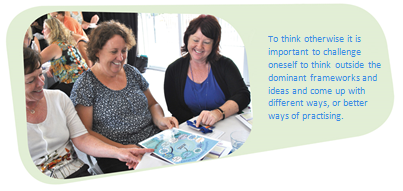 To think otherwise it is
important to challenge
oneself to think outside the
dominant frameworks and
ideas and come up with
different ways, or better
ways of practising.